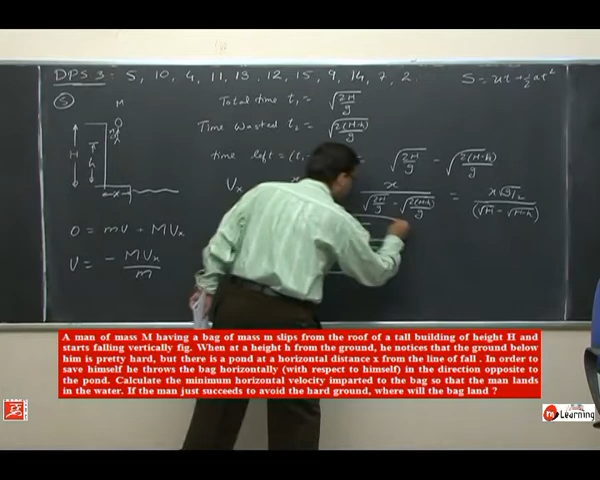 DPS 3 : 5, 10, 4, 11, 13, 12, 15, 9, 14, 7, 2. S = ut + ½at²
5 M Total time t₁ = √(2H/g)
Time wasted t₂ = √(2(H-h)/g)
H h time left = (t₁ - √(2H/g) - √(2(H-h)/g)
Vₓ x / (√(2H/g) - √(2(H-h)/g)) = x√(g/2) / (√H - √(H-h))
0 = mV + MVₓ
V = - MVₓ / m
A man of mass M having a bag of mass m slips from the roof of a tall building of height H and
starts falling vertically fig. When at a height h from the ground, he notices that the ground below
him is pretty hard, but there is a pond at a horizontal distance x from the line of fall . In order to
save himself he throws the bag horizontally (with respect to himself) in the direction opposite to
the pond. Calculate the minimum horizontal velocity imparted to the bag so that the man lands
in the water. If the man just succeeds to avoid the hard ground, where will the bag land ?
m Learning